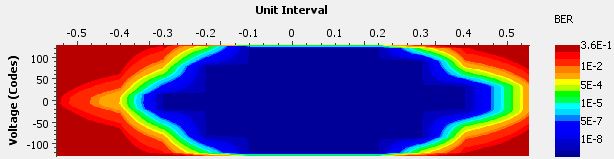 Unit Interval
BER
-0.5 -0.4 -0.3 -0.2 -0.1 0 0.1 0.2 0.3 0.4 0.5
Voltage (Codes)
100
50
0
-50
-100
3.6E-1
1E-2
5E-4
1E-5
5E-7
1E-8